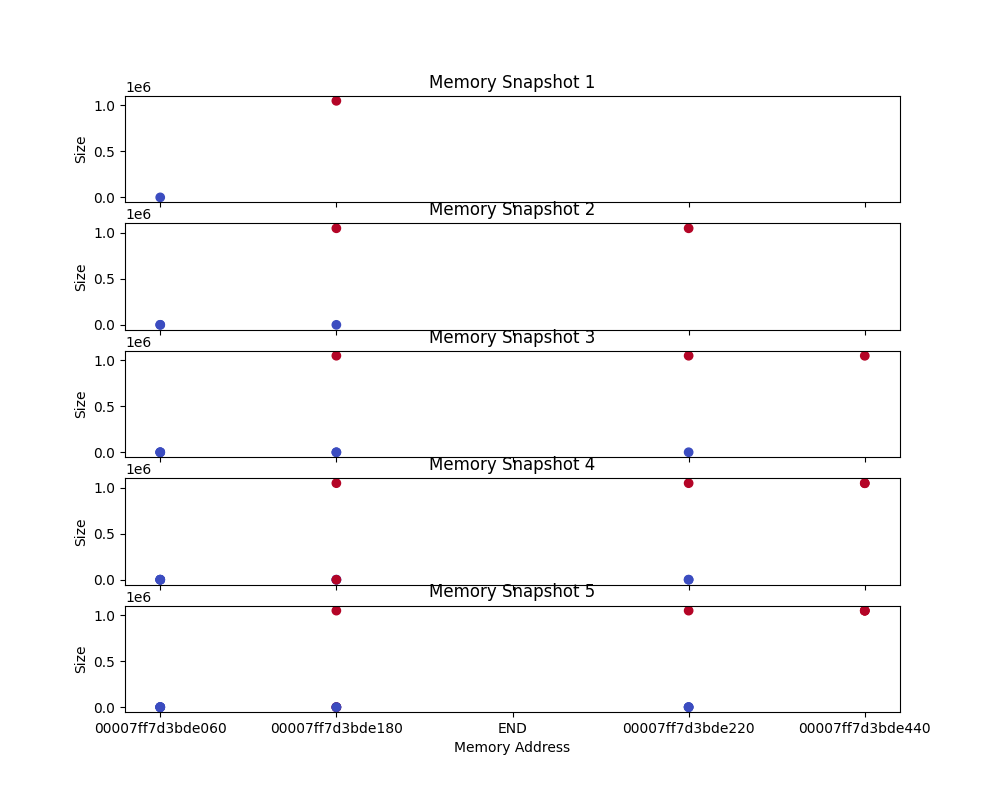 Memory Snapshot 1
1e6
1.0
0.5
0.0
Size
Memory Snapshot 2
1e6
1.0
0.5
0.0
Size
Memory Snapshot 3
1e6
1.0
0.5
0.0
Size
Memory Snapshot 4
1e6
1.0
0.5
0.0
Size
Memory Snapshot 5
1e6
1.0
0.5
0.0
Size
00007ff7d3bde060 00007ff7d3bde180 END 00007ff7d3bde220 00007ff7d3bde440
Memory Address